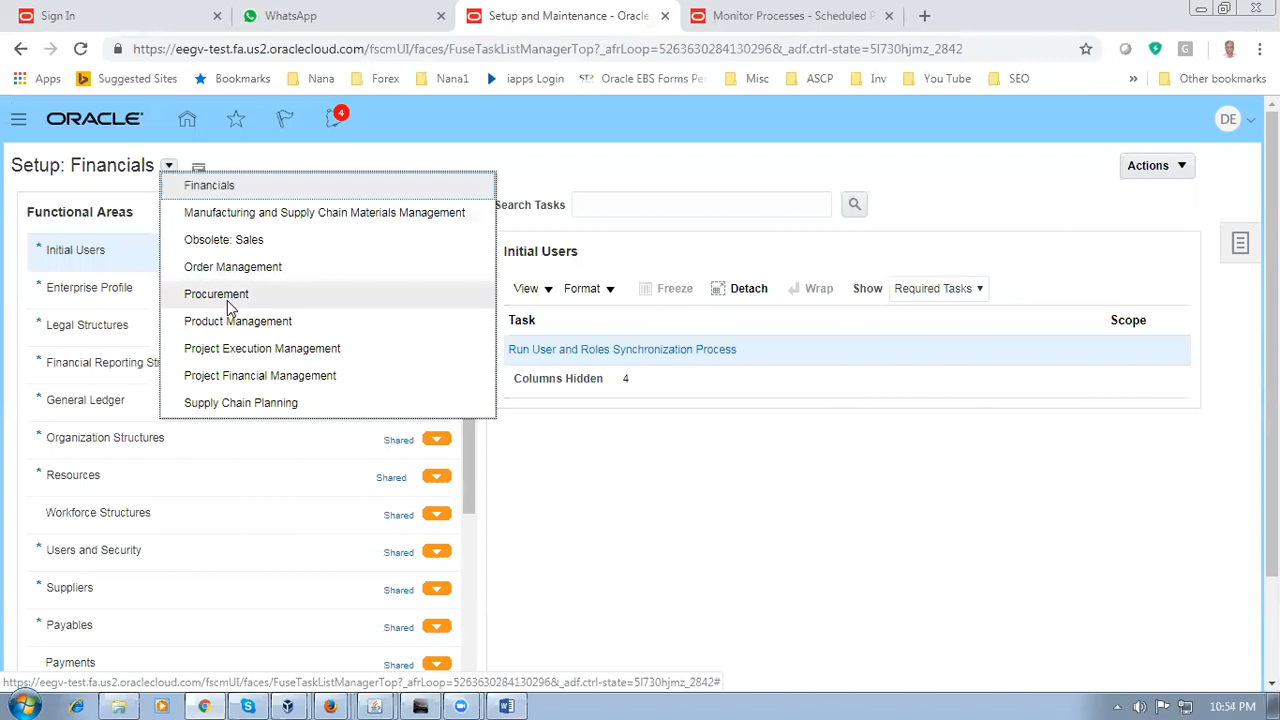 Sign In
WhatsApp
Setup and Maintenance - Oracle
Monitor Processes - Scheduled P
https://eegv-test.fa.us2.oraclecloud.com/fscmUI/faces/FuseTaskListManagerTop?_afrLoop=5263630284130296&_adf.ctrl-state=5l730hjmz_2842
G
Apps
Suggested Sites
Bookmarks
Nana
Forex
Nana1
iapps Login
Oracle EBS Forms Pe
Misc
ASCP
Inv
You Tube
SEO
»
Other bookmarks
ORACLE
4
DE
Setup: Financials
Actions
Financials
Manufacturing and Supply Chain Materials Management
Obsolete: Sales
Order Management
Procurement
Product Management
Project Execution Management
Project Financial Management
Supply Chain Planning
Functional Areas
* Initial Users
* Enterprise Profile
* Legal Structures
* Financial Reporting St
* General Ledger
* Organization Structures Shared
* Resources Shared
Workforce Structures Shared
* Users and Security Shared
* Suppliers Shared
* Payables Shared
Payments Shared
Search Tasks
Initial Users
View Format Freeze Detach Wrap Show Required Tasks
Task Scope
Run User and Roles Synchronization Process
Columns Hidden 4
https://eegv-test.fa.us2.oraclecloud.com/fscmUI/faces/FuseTaskListManagerTop?_afrLoop=5263630284130296&_adf.ctrl-state=5l730hjmz_2842#
10:54 PM